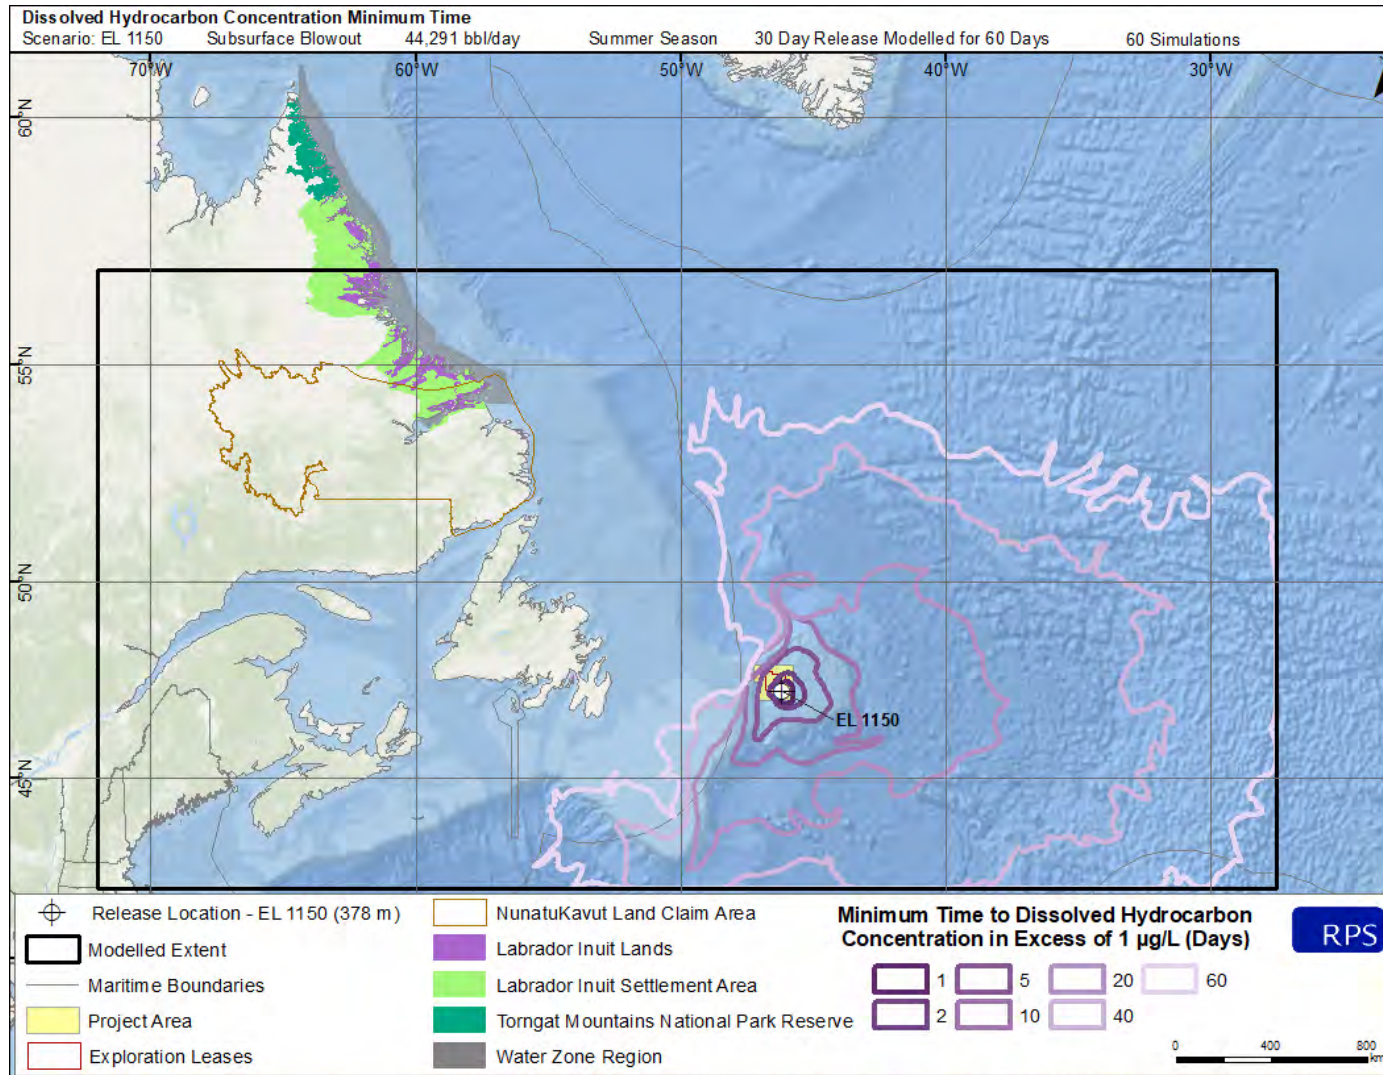 Dissolved Hydrocarbon Concentration Minimum Time
Scenario: EL 1150 Subsurface Blowout 44,291 bbl/day Summer Season 30 Day Release Modelled for 60 Days 60 Simulations
70°W 60°W 50°W 40°W 30°W
60°N
55°N
50°N
45°N
EL 1150
Release Location - EL 1150 (378 m)
Modelled Extent
Maritime Boundaries
Project Area
Exploration Leases
NunatuKavut Land Claim Area
Labrador Inuit Lands
Labrador Inuit Settlement Area
Torngat Mountains National Park Reserve
Water Zone Region
Minimum Time to Dissolved Hydrocarbon
Concentration in Excess of 1 µg/L (Days)
1 5 20 60
2 10 40
RPS
0 400 800
km